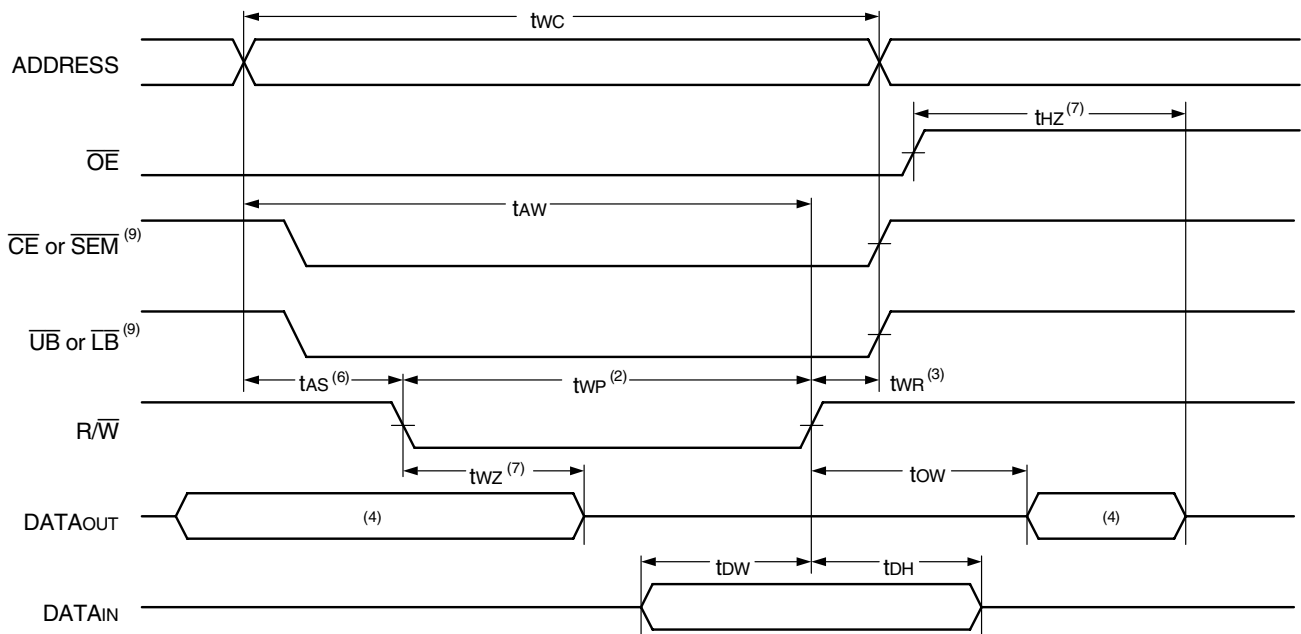 tWC
ADDRESS
tHZ (7)
OE
tAW
CE or SEM (9)
UB or LB (9)
tAS (6)
tWP (2)
tWR (3)
R/W
tWZ (7)
tOW
DATAOUT
(4)
(4)
tDW
tDH
DATAIN